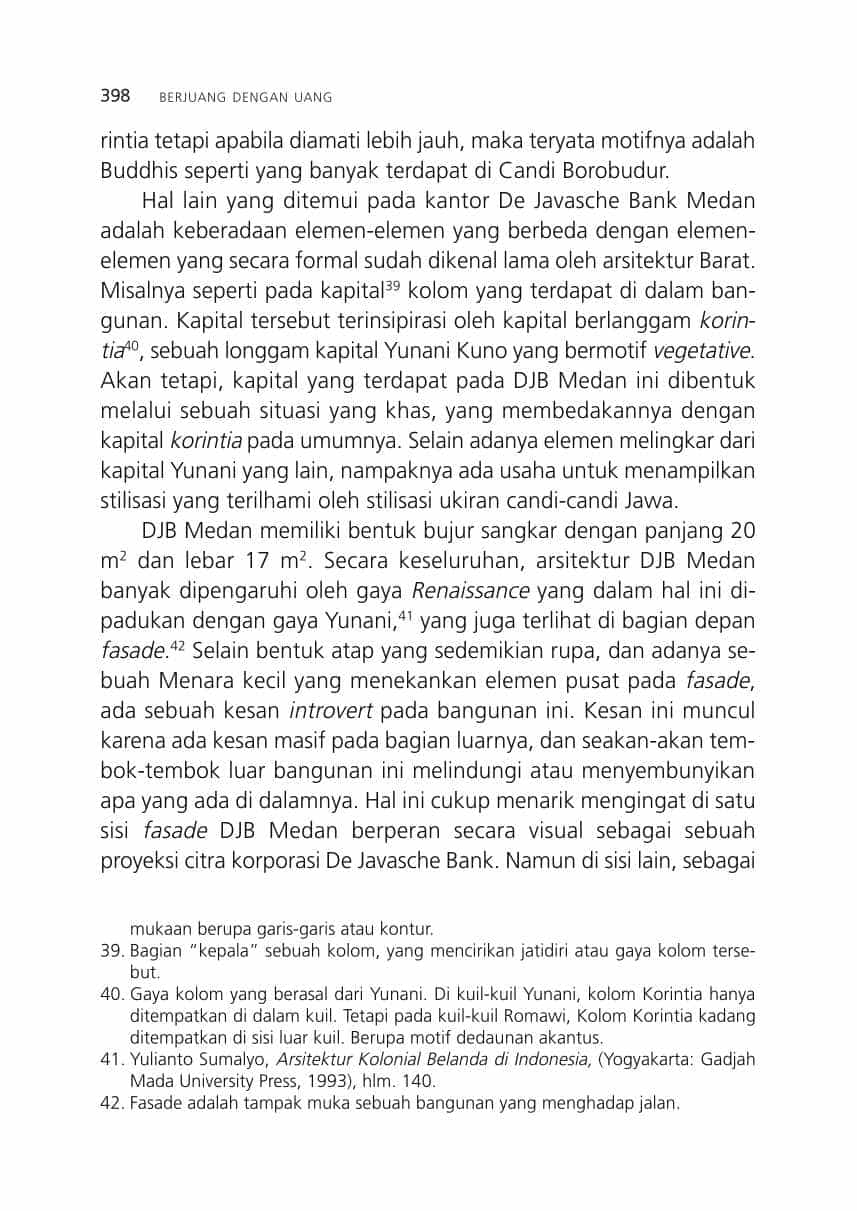 398 BERJUANG DENGAN UANG
rintia tetapi apabila diamati lebih jauh, maka teryata motifnya adalah
Buddhis seperti yang banyak terdapat di Candi Borobudur.
Hal lain yang ditemui pada kantor De Javasche Bank Medan
adalah keberadaan elemen-elemen yang berbeda dengan elemen-
elemen yang secara formal sudah dikenal lama oleh arsitektur Barat.
Misalnya seperti pada kapital³⁹ kolom yang terdapat di dalam ban-
gunan. Kapital tersebut terinsipirasi oleh kapital berlanggam korin-
tia⁴⁰, sebuah longgam kapital Yunani Kuno yang bermotif vegetative.
Akan tetapi, kapital yang terdapat pada DJB Medan ini dibentuk
melalui sebuah situasi yang khas, yang membedakannya dengan
kapital korintia pada umumnya. Selain adanya elemen melingkar dari
kapital Yunani yang lain, nampaknya ada usaha untuk menampilkan
stilisasi yang terilhami oleh stilisasi ukiran candi-candi Jawa.
DJB Medan memiliki bentuk bujur sangkar dengan panjang 20
m² dan lebar 17 m². Secara keseluruhan, arsitektur DJB Medan
banyak dipengaruhi oleh gaya Renaissance yang dalam hal ini di-
padukan dengan gaya Yunani,⁴¹ yang juga terlihat di bagian depan
fasade.⁴² Selain bentuk atap yang sedemikian rupa, dan adanya se-
buah Menara kecil yang menekankan elemen pusat pada fasade,
ada sebuah kesan introvert pada bangunan ini. Kesan ini muncul
karena ada kesan masif pada bagian luarnya, dan seakan-akan tem-
bok-tembok luar bangunan ini melindungi atau menyembunyikan
apa yang ada di dalamnya. Hal ini cukup menarik mengingat di satu
sisi fasade DJB Medan berperan secara visual sebagai sebuah
proyeksi citra korporasi De Javasche Bank. Namun di sisi lain, sebagai
mukaan berupa garis-garis atau kontur.
39. Bagian “kepala” sebuah kolom, yang mencirikan jatidiri atau gaya kolom terse-
but.
40. Gaya kolom yang berasal dari Yunani. Di kuil-kuil Yunani, kolom Korintia hanya
ditempatkan di dalam kuil. Tetapi pada kuil-kuil Romawi, Kolom Korintia kadang
ditempatkan di sisi luar kuil. Berupa motif dedaunan akantus.
41. Yulianto Sumalyo, Arsitektur Kolonial Belanda di Indonesia, (Yogyakarta: Gadjah
Mada University Press, 1993), hlm. 140.
42. Fasade adalah tampak muka sebuah bangunan yang menghadap jalan.